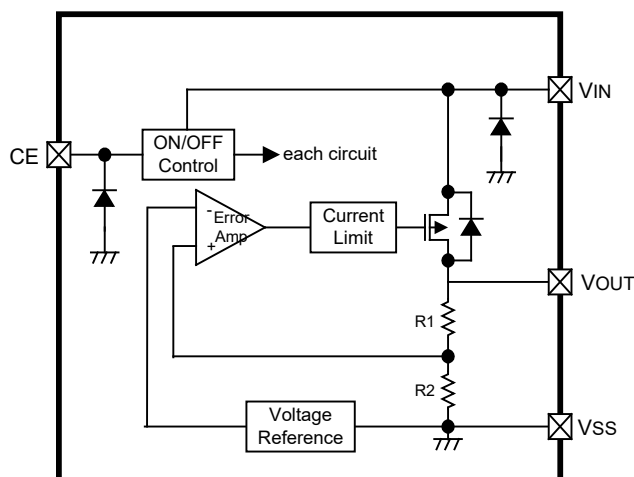 VIN
CE
ON/OFF
Control
each circuit
-
Error
Amp
+
Current
Limit
VOUT
R1
R2
Voltage
Reference
VSS